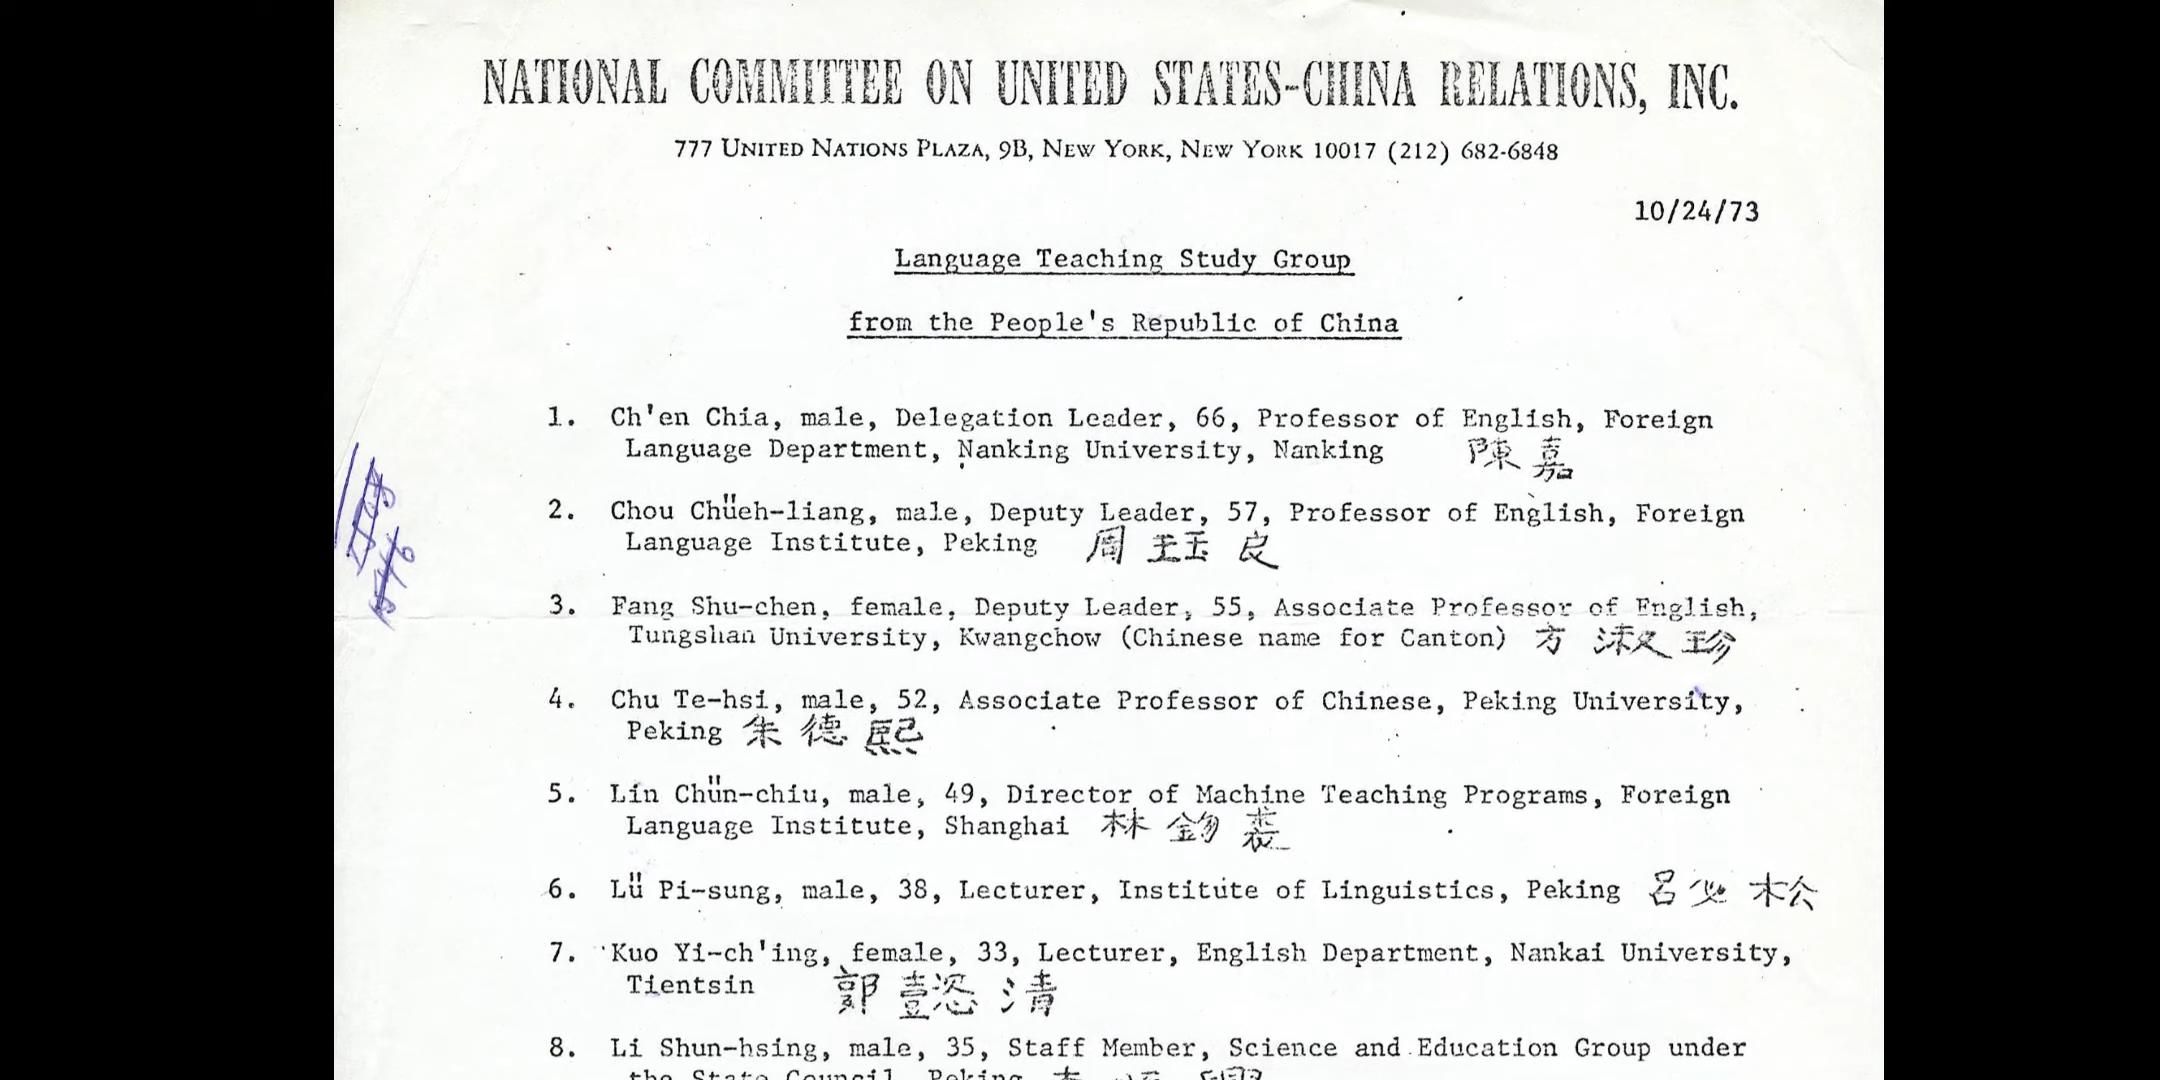 NATIONAL COMMITTEE ON UNITED STATES-CHINA RELATIONS, INC.
777 UNITED NATIONS PLAZA, 9B, NEW YORK, NEW YORK 10017 (212) 682-6848
10/24/73
Language Teaching Study Group
from the People's Republic of China
1. Ch'en Chia, male, Delegation Leader, 66, Professor of English, Foreign
Language Department, Nanking University, Nanking 陳嘉
2. Chou Chüeh-liang, male, Deputy Leader, 57, Professor of English, Foreign
Language Institute, Peking 周玨良
3. Fang Shu-chen, female, Deputy Leader, 55, Associate Professor of English,
Tungshan University, Kwangchow (Chinese name for Canton) 方淑珍
4. Chu Te-hsi, male, 52, Associate Professor of Chinese, Peking University,
Peking 朱德熙
5. Lin Chün-chiu, male, 49, Director of Machine Teaching Programs, Foreign
Language Institute, Shanghai 林
6. Lü Pi-sung, male, 38, Lecturer, Institute of Linguistics, Peking 呂必松
7. Kuo Yi-ch'ing, female, 33, Lecturer, English Department, Nankai University,
Tientsin 郭懿清
8. Li Shun-hsing, male, 35, Staff Member, Science and Education Group under
the State Council, Peking